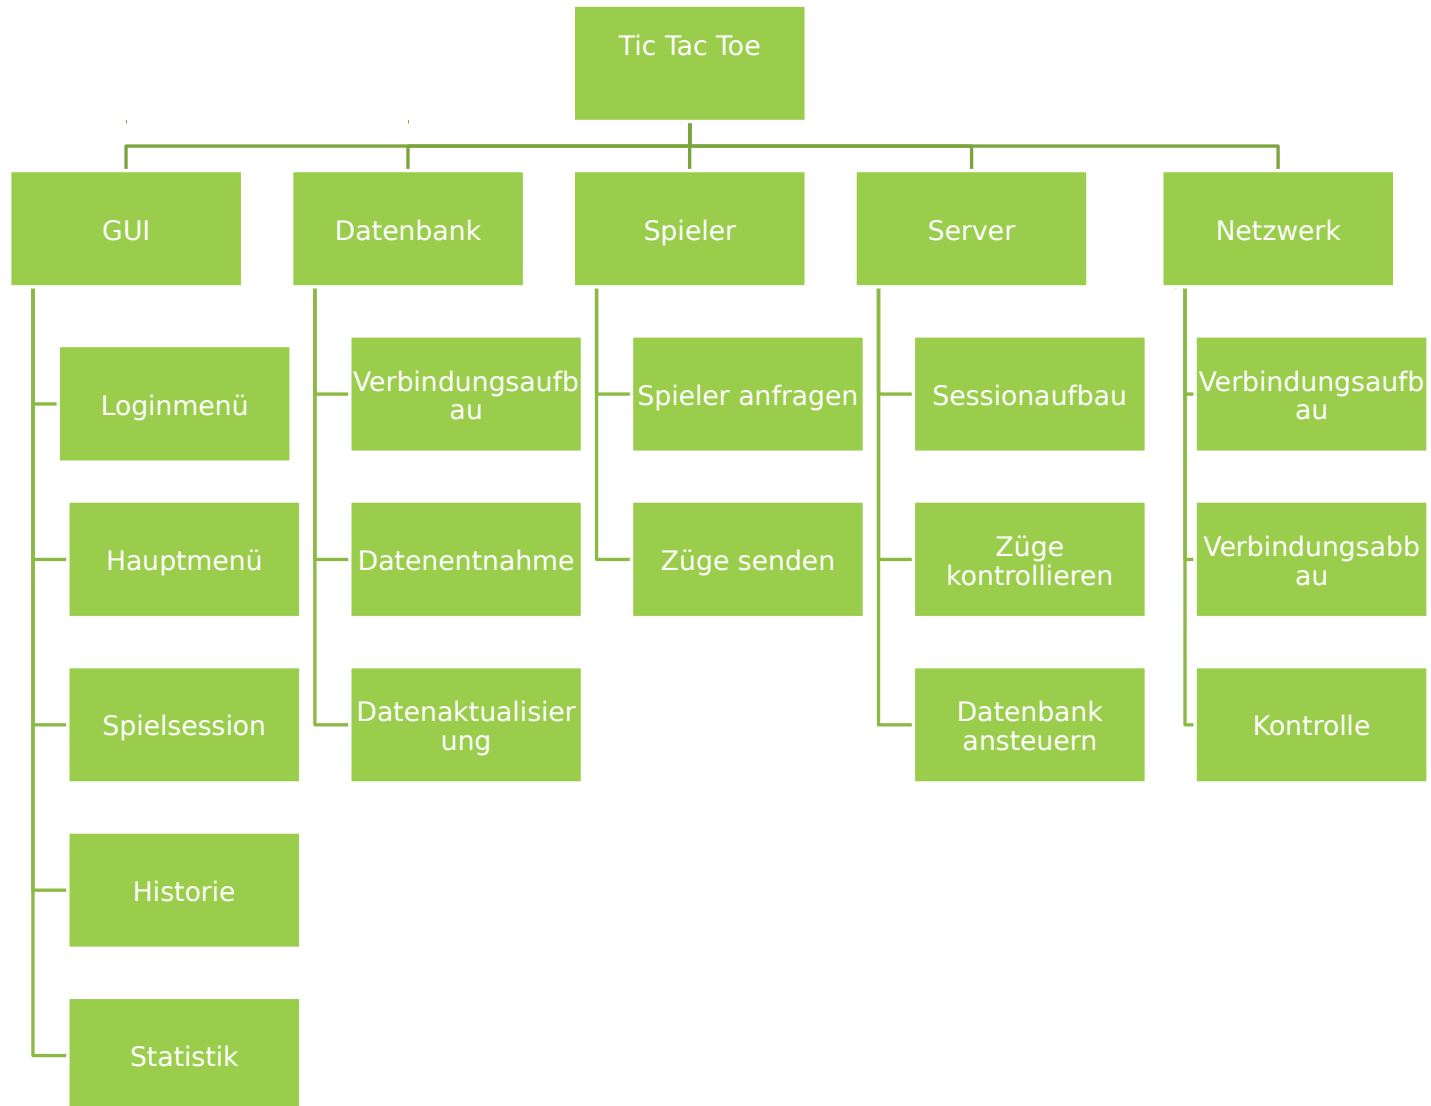 Tic Tac Toe
GUI
Datenbank
Spieler
Server
Netzwerk
Loginmenü
Verbindungsaufb
au
Spieler anfragen
Sessionaufbau
Verbindungsaufb
au
Hauptmenü
Datenentnahme
Züge senden
Züge
kontrollieren
Verbindungsabb
au
Spielsession
Datenaktualisier
ung
Datenbank
ansteuern
Kontrolle
Historie
Statistik